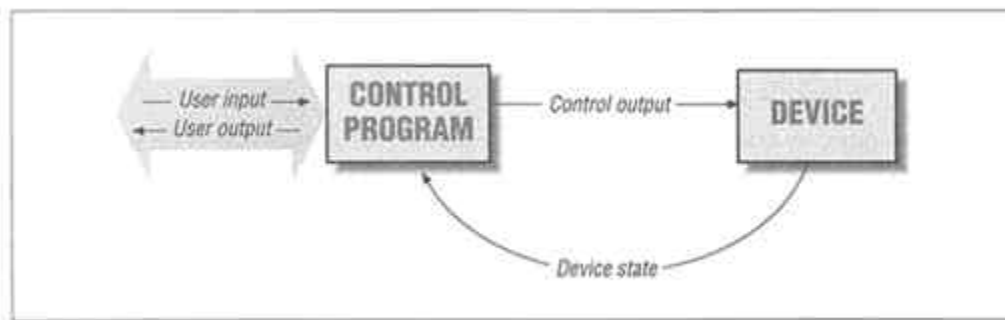 User input
User output
CONTROL
PROGRAM
Control output
DEVICE
Device state